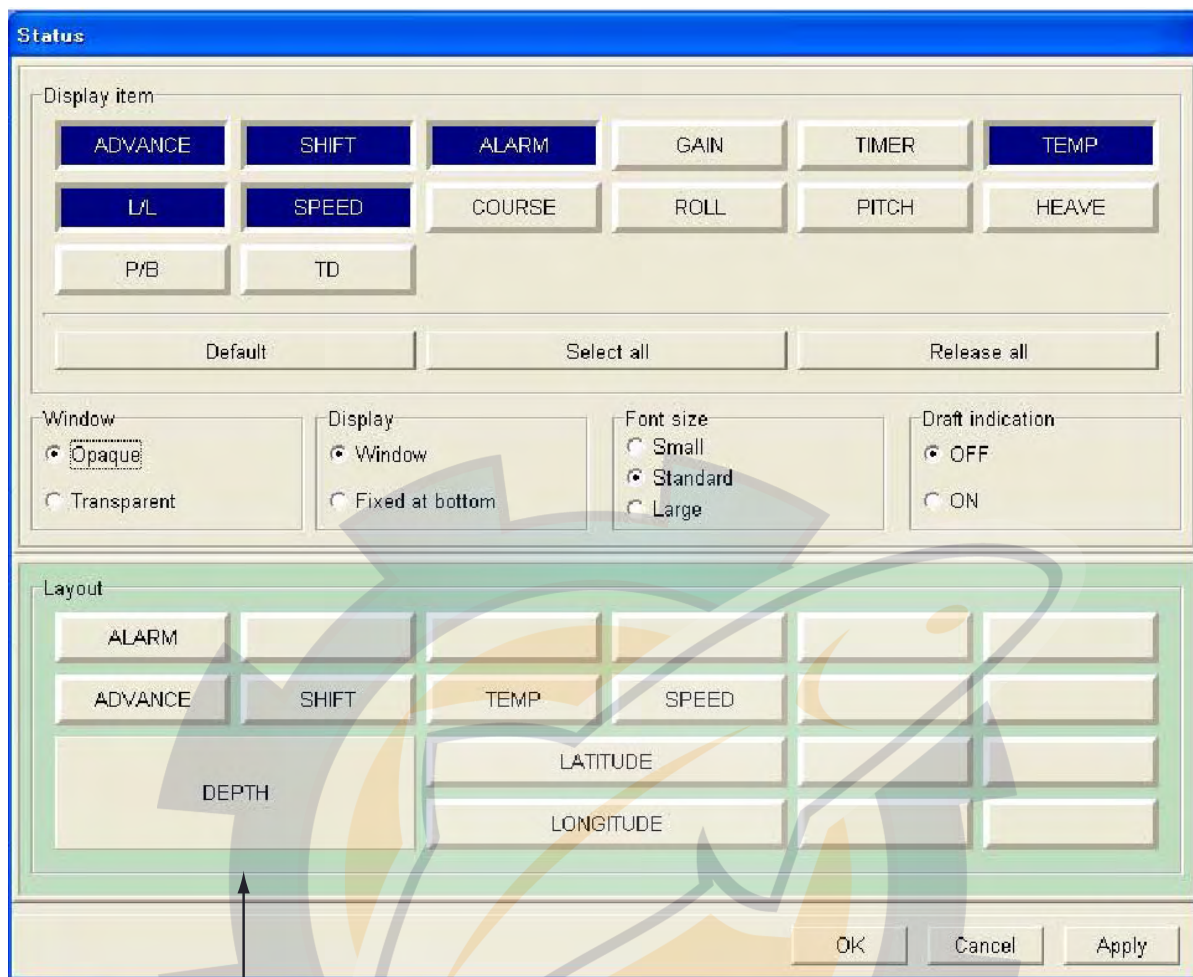 Status
Display item
ADVANCE SHIFT ALARM GAIN TIMER TEMP
L/L SPEED COURSE ROLL PITCH HEAVE
P/B TD
Default Select all Release all
Window Display Font size Draft indication
Opaque Window Small OFF
Standard
Transparent Fixed at bottom Large ON
Layout
ALARM
ADVANCE SHIFT TEMP SPEED
DEPTH LATITUDE
LONGITUDE
OK Cancel Apply